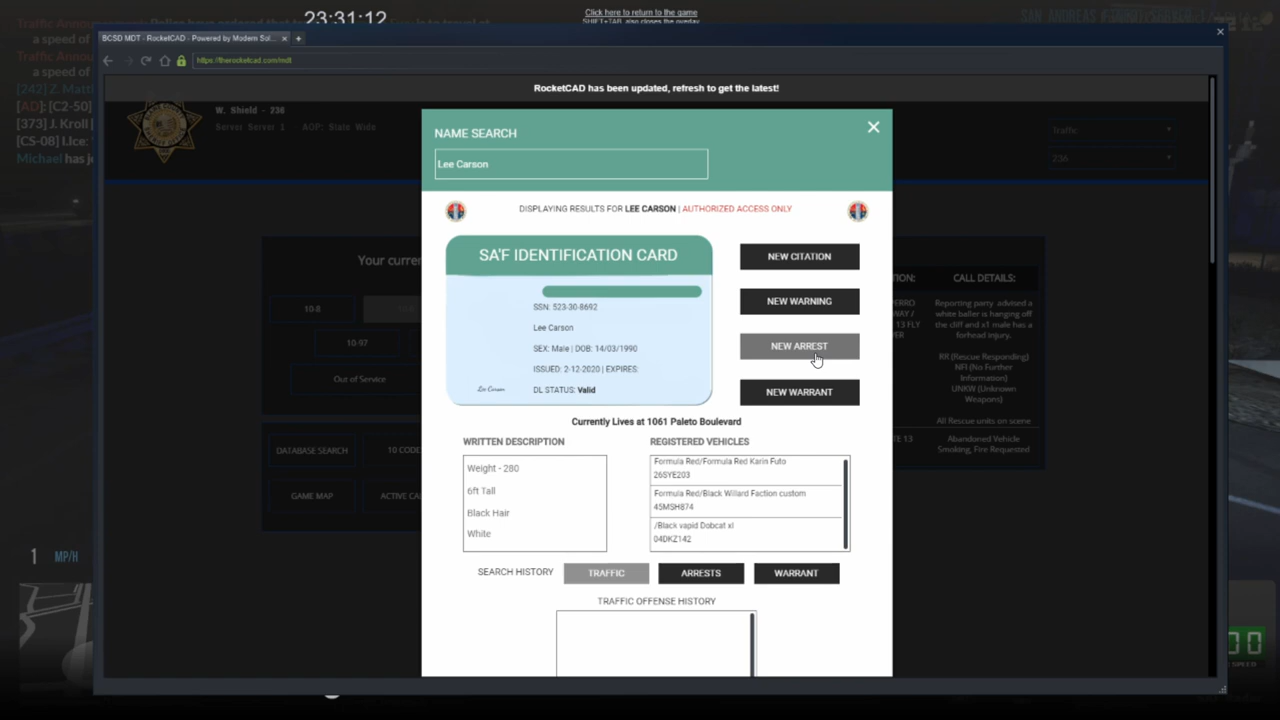 23:31:12
Click here to return to the game
SHIFT+TAB also closes the overlay
a speed of
a speed of
[AD]: [C2-50]
[373] J. Kroll
Michael has
BCSD MDT - RocketCAD - Powered by Modern Sol...
https://therocketcad.com/mdt
RocketCAD has been updated, refresh to get the latest!
W. Shield - 236
Server Server 1 AOP: State Wide
Traffic
236
NAME SEARCH
Lee Carson
DISPLAYING RESULTS FOR LEE CARSON | AUTHORIZED ACCESS ONLY
SA'F IDENTIFICATION CARD
SSN: 523-30-8692
Lee Carson
SEX: Male | DOB: 14/03/1990
ISSUED: 2-12-2020 | EXPIRES:
Lee Carson
DL STATUS: Valid
NEW CITATION
NEW WARNING
NEW ARREST
NEW WARRANT
Currently Lives at 1061 Paleto Boulevard
WRITTEN DESCRIPTION
Weight - 280
6ft Tall
Black Hair
White
REGISTERED VEHICLES
Formula Red/Formula Red Karin Futo
26SYE203
Formula Red/Black Willard Faction custom
45MSH874
/Black vapid Dobcat xl
04DKZ142
SEARCH HISTORY
TRAFFIC
ARRESTS
WARRANT
TRAFFIC OFFENSE HISTORY
Your curre
10-8
10-97
Out of Service
DATABASE SEARCH
10 CODE
GAME MAP
ACTIVE CA
ION:
CALL DETAILS:
Reporting party advised a
white baller is hanging off
the cliff and x1 male has a
forhead injury.
RR (Rescue Responding)
NFI (No Further
Information)
UNKW (Unknown
Weapons)
All Rescue units on scene
TE 13
Abandoned Vehicle
Smoking, Fire Requested
1 MP/H